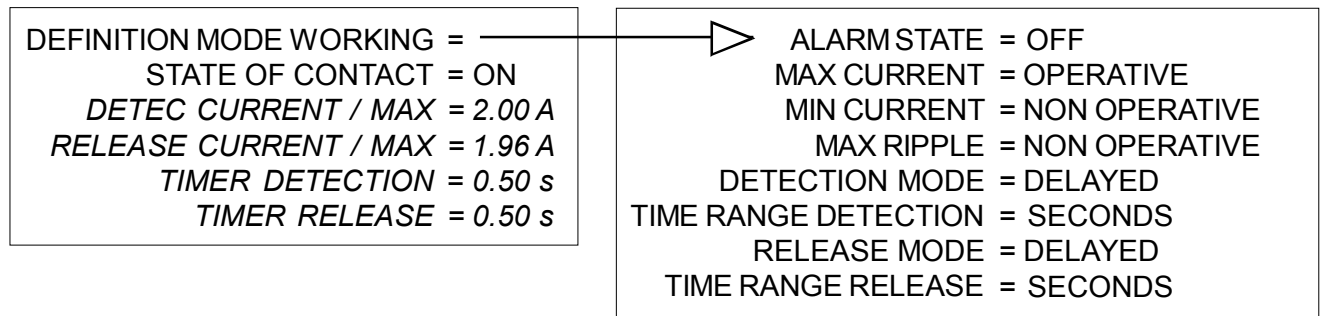 DEFINITION MODE WORKING =
STATE OF CONTACT = ON
DETEC CURRENT / MAX = 2.00 A
RELEASE CURRENT / MAX = 1.96 A
TIMER DETECTION = 0.50 s
TIMER RELEASE = 0.50 s
ALARM STATE = OFF
MAX CURRENT = OPERATIVE
MIN CURRENT = NON OPERATIVE
MAX RIPPLE = NON OPERATIVE
DETECTION MODE = DELAYED
TIME RANGE DETECTION = SECONDS
RELEASE MODE = DELAYED
TIME RANGE RELEASE = SECONDS